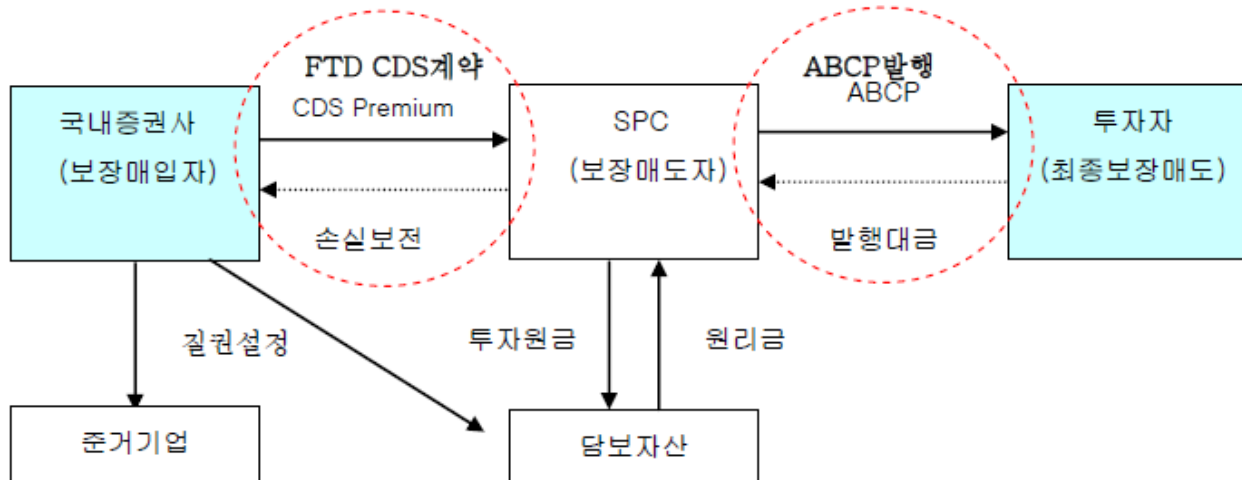 FTD CDS계약
CDS Premium
ABCP발행
ABCP
국내증권사
(보장매입자)
SPC
(보장매도자)
투자자
(최종보장매도)
손실보전
발행대금
질권설정
투자원금
원리금
준거기업
담보자산